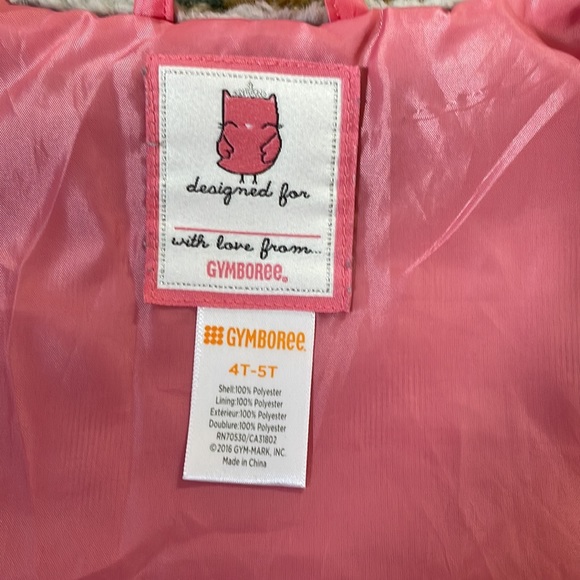 designed for
with love from...
GYMBOREE®
GYMBOREE®
4T-5T
Shell:100% Polyester
Lining:100% Polyester
Exterieur:100% Polyester
Doublure:100% Polyester
RN70530/CA31802
©2016 GYM-MARK, INC.
Made in China